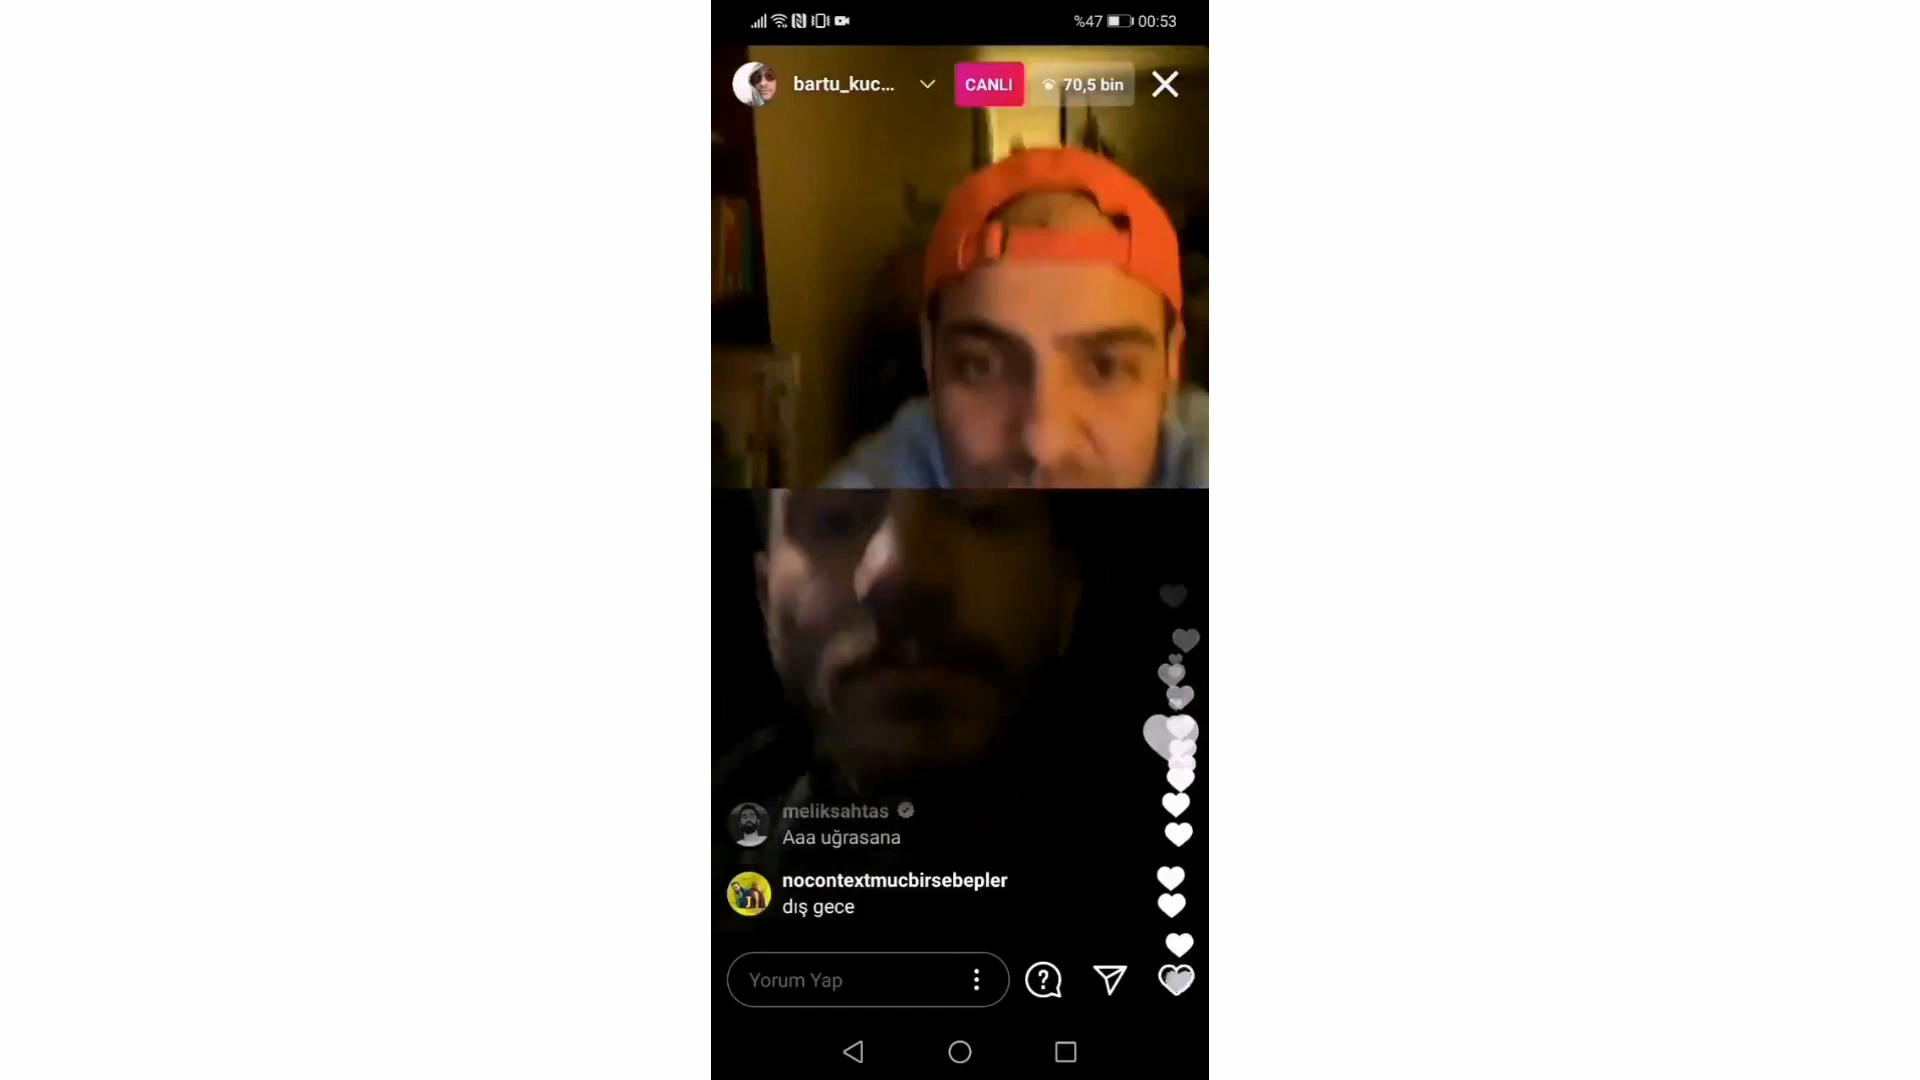 %47 00:53
bartu_kuc... CANLI 70,5 bin
meliksahtas
Aaa uğrasana
nocontextmucbirsebepler
dış gece
Yorum Yap